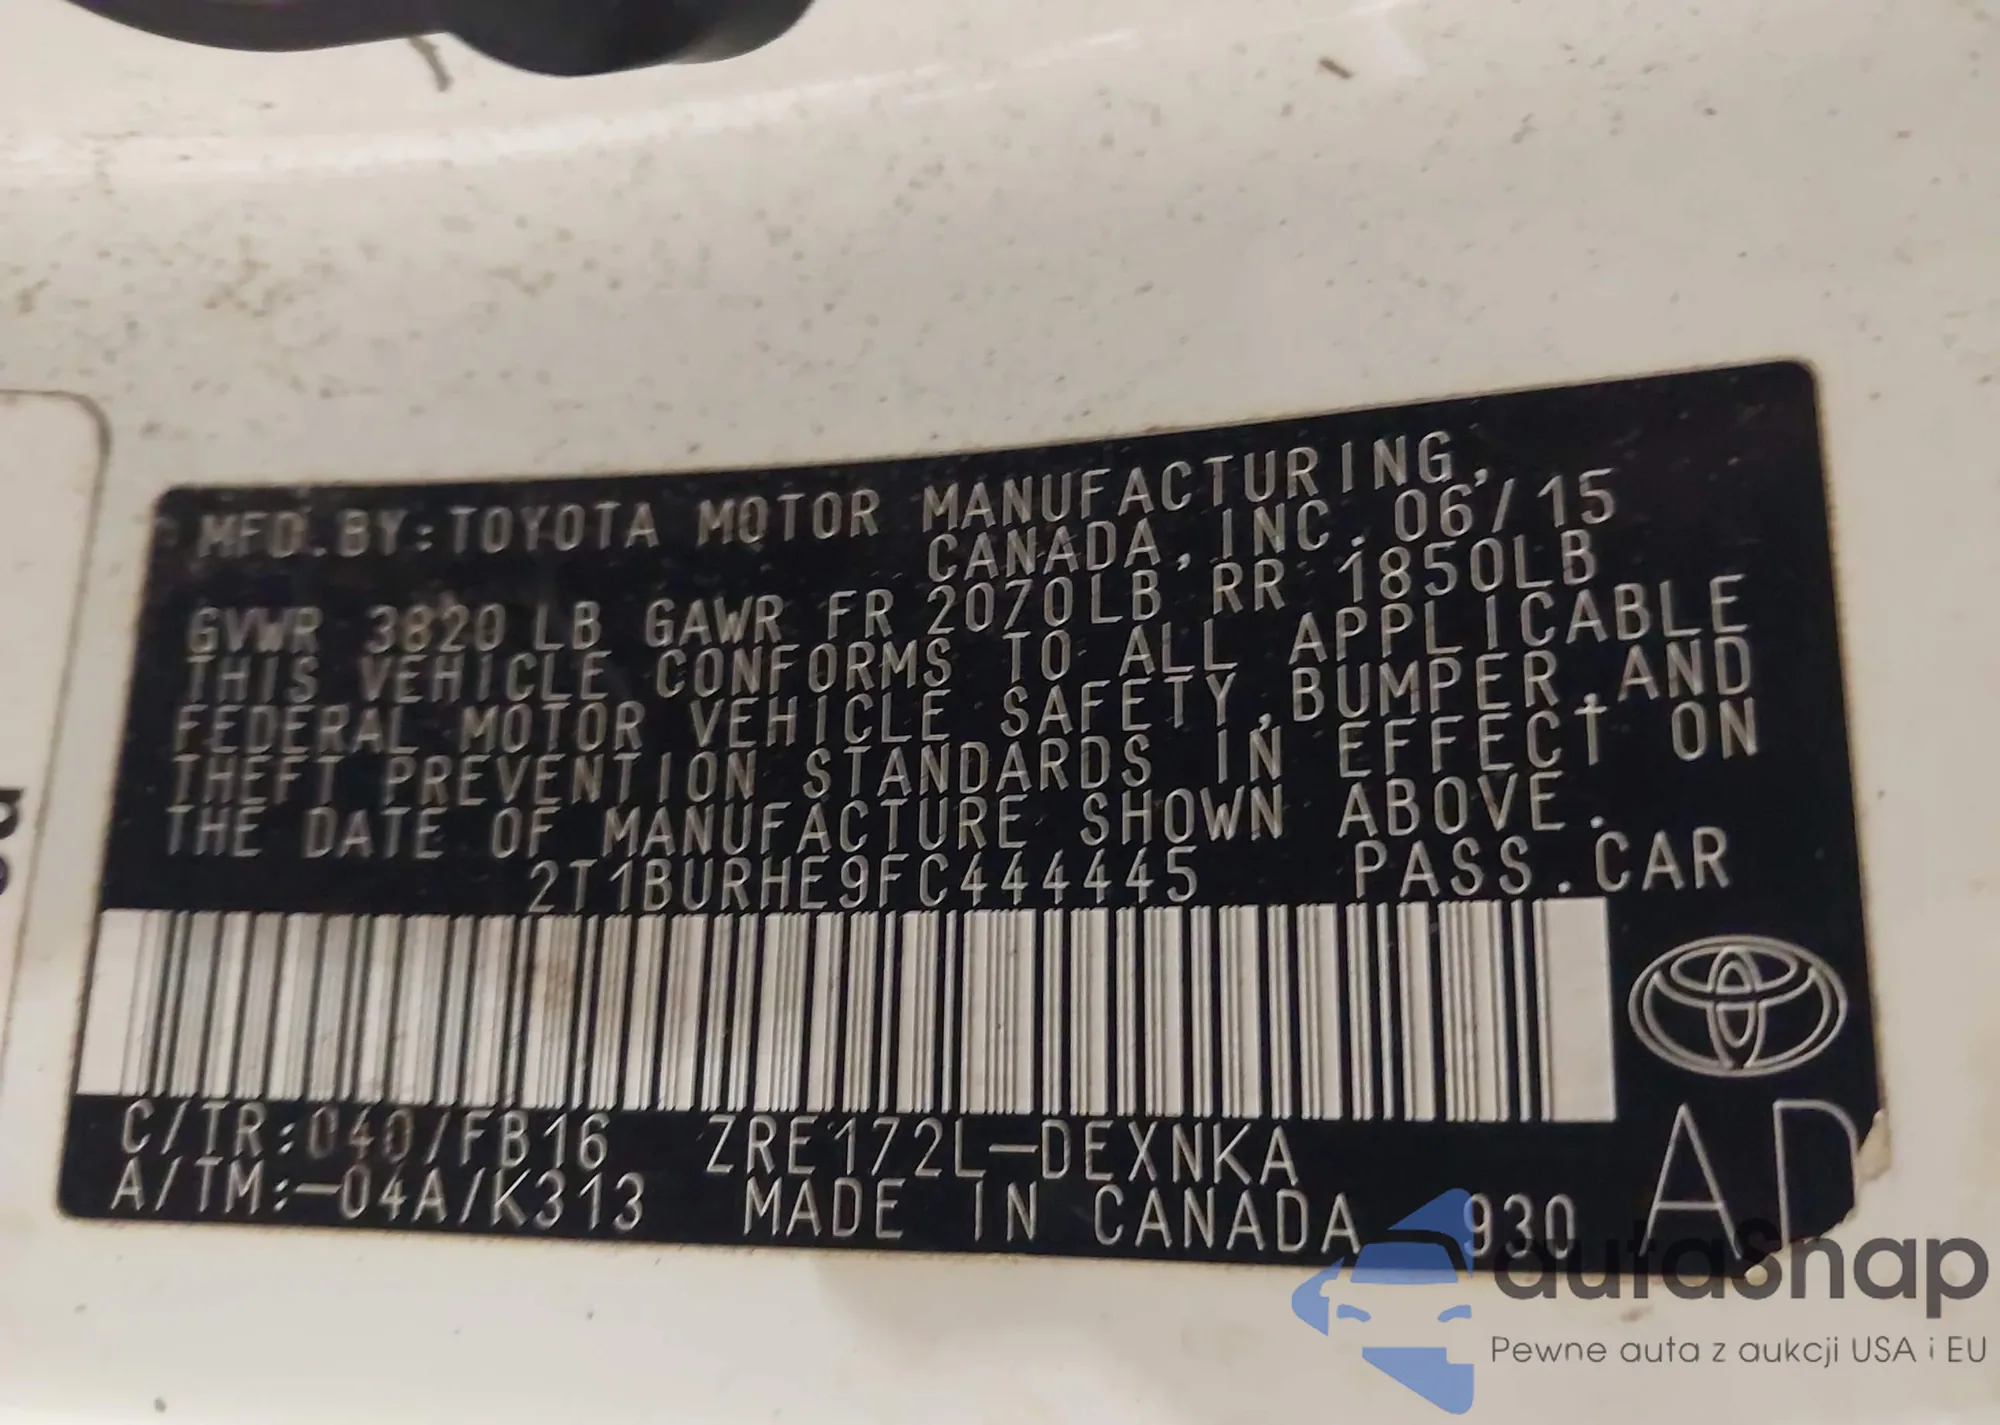 MFD.BY:TOYOTA MOTOR MANUFACTURING,
CANADA,INC.06/15
GVWR 3820LB GAWR FR 2070LB RR 1850LB
THIS VEHICLE CONFORMS TO ALL APPLICABLE
FEDERAL MOTOR VEHICLE SAFETY,BUMPER,AND
THEFT PREVENTION STANDARDS IN EFFECT ON
THE DATE OF MANUFACTURE SHOWN ABOVE.
2T1BURHE9FC444445 PASS.CAR
C/TR:040/FB16 ZRE172L-DEXNKA
A/TM:-04A/K313 MADE IN CANADA 930 AD
autasnap
Pewne auta z aukcji USA i EU